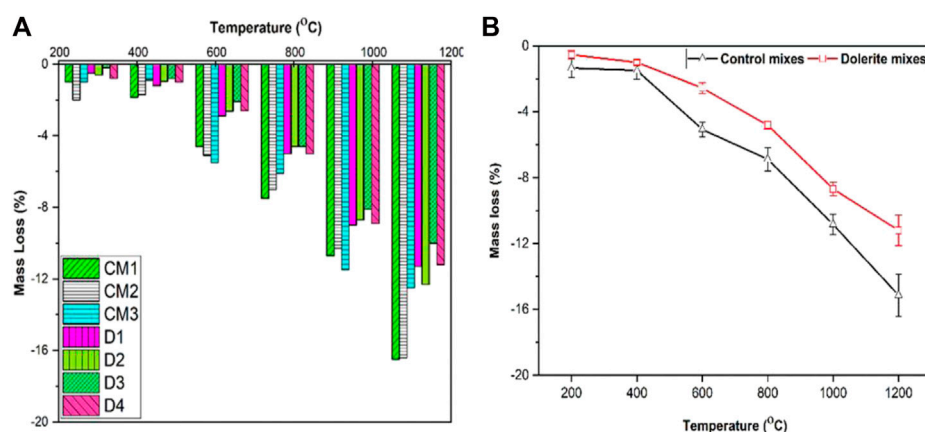 A
Temperature (°C)
200 400 600 800 1000 1200
0
-4
-8
-12
-16
-20
Mass Loss (%)
CM1
CM2
CM3
D1
D2
D3
D4
B
Control mixes Dolerite mixes
0
-4
-8
-12
-16
-20
Mass loss (%)
200 400 600 800 1000 1200
Temperature (°C)